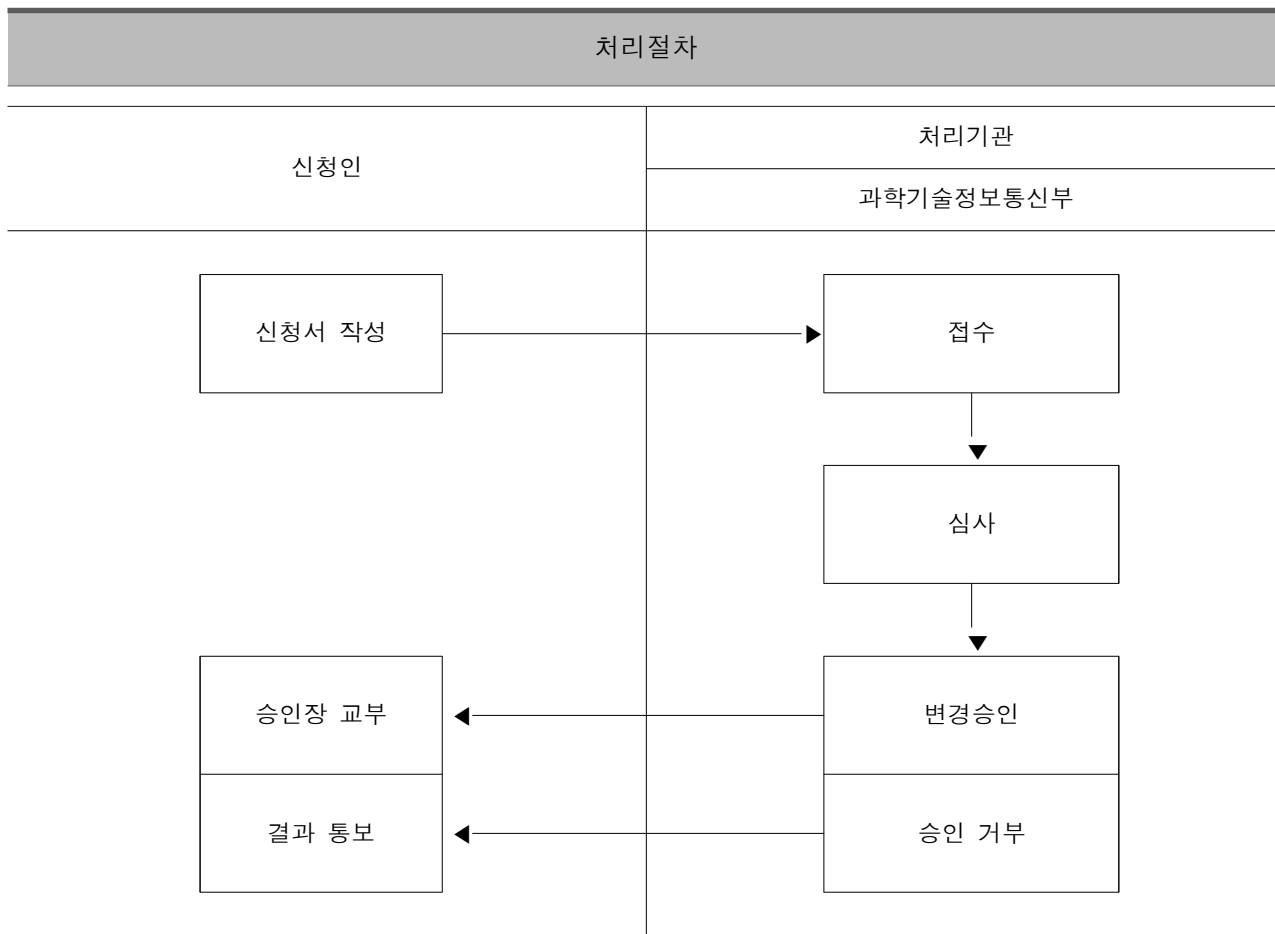 처리절차
신청인
처리기관
과학기술정보통신부
신청서 작성
접수
심사
승인장 교부
변경승인
결과 통보
승인 거부